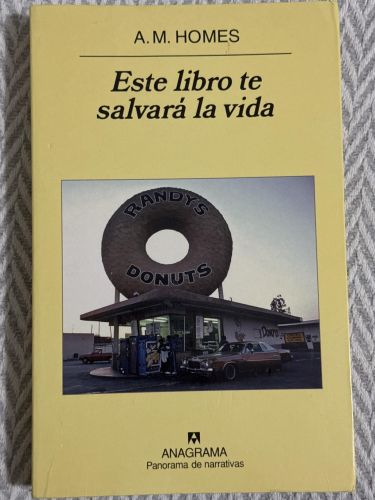 A.M. HOMES
Este libro te
salvará la vida
RANDY'S
DONUTS
ANAGRAMA
Panorama de narrativas